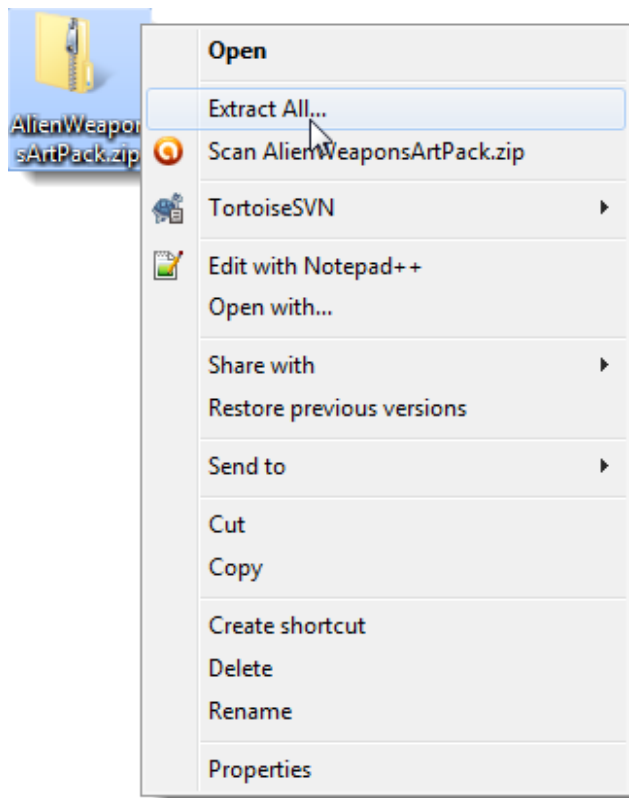 AlienWeapon
sArtPack.zip
Open
Extract All...
Scan AlienWeaponsArtPack.zip
TortoiseSVN
Edit with Notepad++
Open with...
Share with
Restore previous versions
Send to
Cut
Copy
Create shortcut
Delete
Rename
Properties